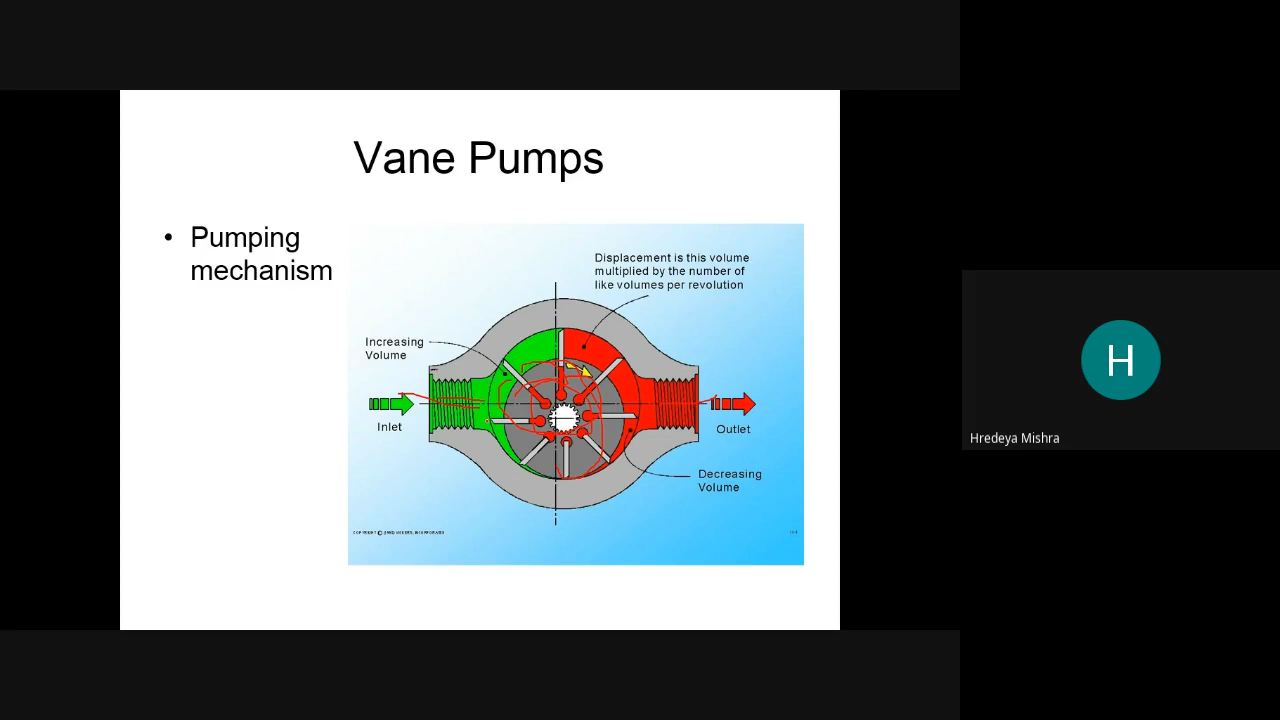 Vane Pumps
• Pumping
mechanism
Displacement is this volume
multiplied by the number of
like volumes per revolution
Increasing
Volume
Inlet
Outlet
Decreasing
Volume
H
Hredeya Mishra